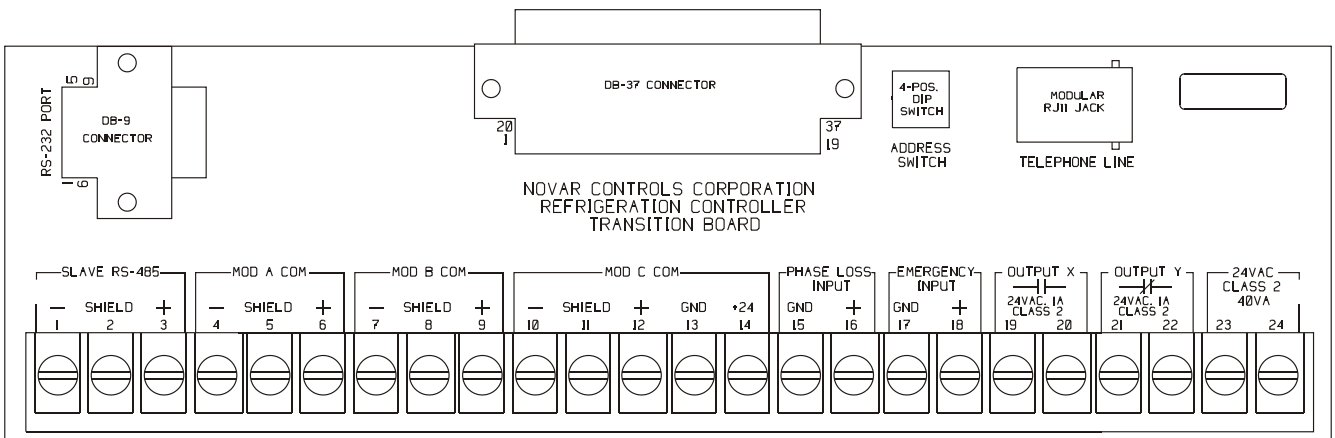 RS-232 PORT
5
9
DB-9
CONNECTOR
1
6
DB-37 CONNECTOR
20
1
37
19
4-POS.
DIP
SWITCH
ADDRESS
SWITCH
MODULAR
RJ11 JACK
TELEPHONE LINE
NOVAR CONTROLS CORPORATION
REFRIGERATION CONTROLLER
TRANSITION BOARD
SLAVE RS-485
- SHIELD +
1 2 3
MOD A COM
- SHIELD +
4 5 6
MOD B COM
- SHIELD +
7 8 9
MOD C COM
- SHIELD + GND +24
10 11 12 13 14
PHASE LOSS
INPUT
GND +
15 16
EMERGENCY
INPUT
GND +
17 18
OUTPUT X
24VAC, 1A
CLASS 2
19 20
OUTPUT Y
24VAC, 1A
CLASS 2
21 22
24VAC
CLASS 2
40VA
23 24